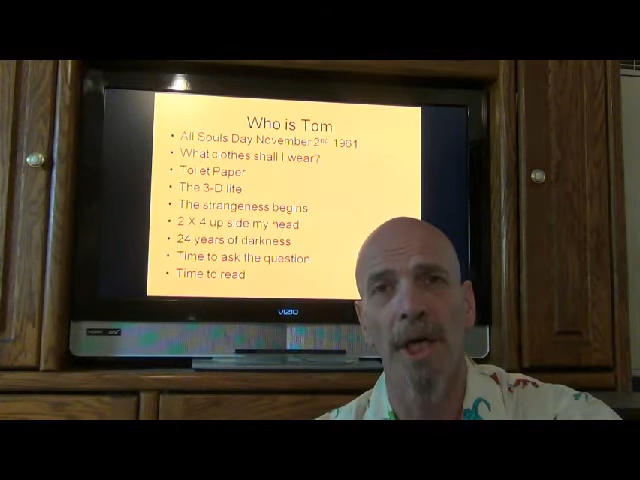 Who is Tom
• All Souls Day November 2nd 1961
• What clothes shall I wear?
• Toilet Paper
• The 3-D life
• The strangeness begins
• 2 X 4 up side my head
• 24 years of darkness
• Time to ask the question
• Time to read
VIZIO